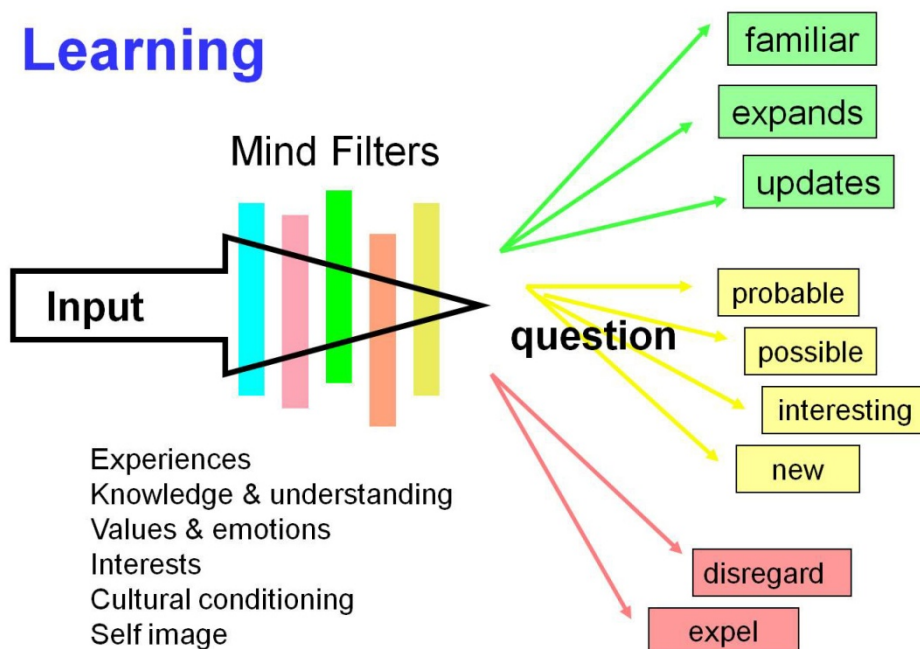 Learning
Mind Filters
Input
question
familiar
expands
updates
probable
possible
interesting
new
disregard
expel
Experiences
Knowledge & understanding
Values & emotions
Interests
Cultural conditioning
Self image